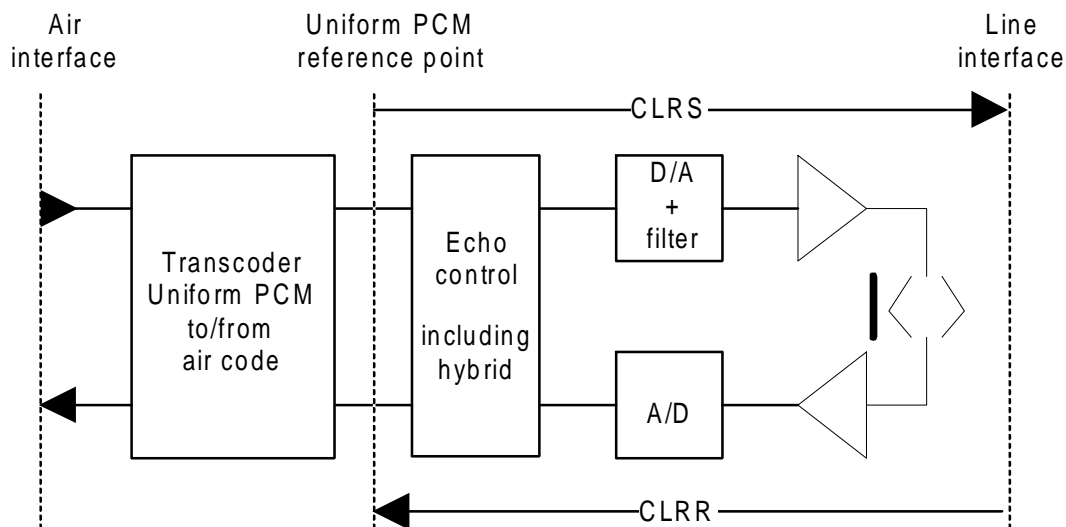 Air
interface
Uniform PCM
reference point
Line
interface
CLRS
Transcoder
Uniform PCM
to/from
air code
Echo
control
including
hybrid
D/A
+
filter
A/D
CLRR